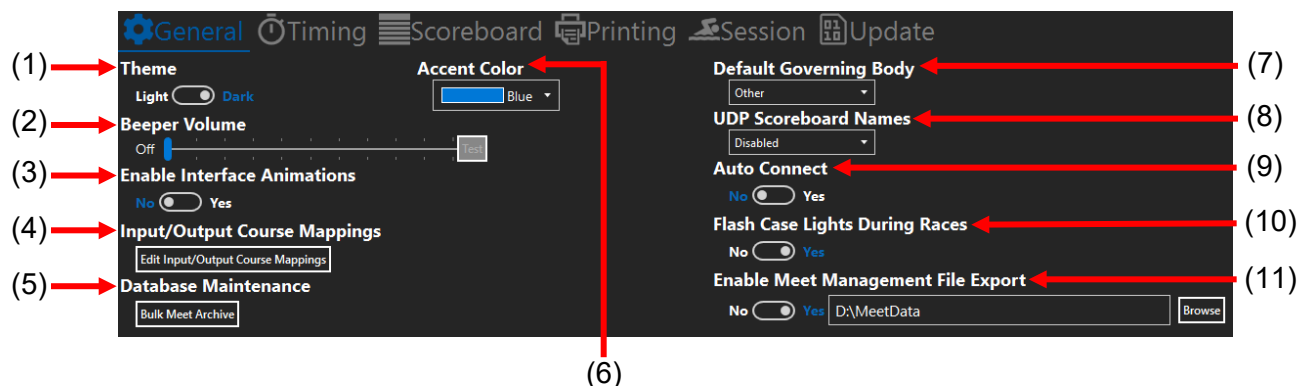 General Timing Scoreboard Printing Session Update
(1) Theme Accent Color Default Governing Body (7)
Light Dark Blue Other
(2) Beeper Volume UDP Scoreboard Names (8)
Off Test Disabled
(3) Enable Interface Animations Auto Connect (9)
No Yes No Yes
(4) Input/Output Course Mappings Flash Case Lights During Races (10)
Edit Input/Output Course Mappings No Yes
(5) Database Maintenance Enable Meet Management File Export (11)
Bulk Meet Archive No Yes D:\MeetData Browse
(6)